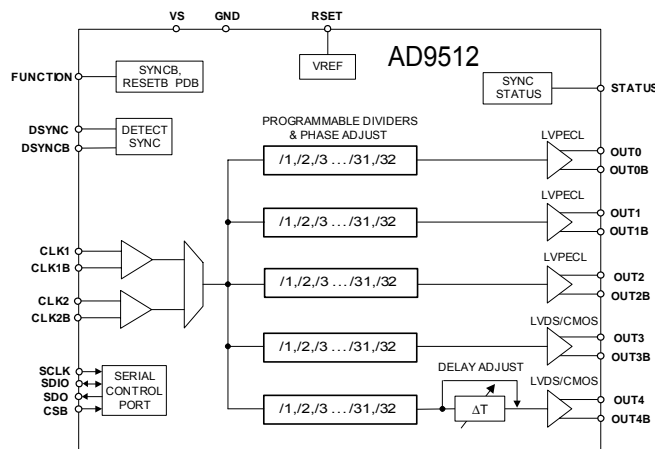 VS
GND
RSET
FUNCTION
SYNCB,
RESETB PDB
VREF
AD9512
SYNC
STATUS
STATUS
DSYNC
DSYNCB
DETECT
SYNC
PROGRAMMABLE DIVIDERS
& PHASE ADJUST
/1,/2,/3 ... /31,/32
LVPECL
OUT0
OUT0B
/1,/2,/3 ... /31,/32
LVPECL
OUT1
OUT1B
CLK1
CLK1B
/1,/2,/3 ... /31,/32
LVPECL
OUT2
OUT2B
CLK2
CLK2B
/1,/2,/3 ... /31,/32
LVDS/CMOS
OUT3
OUT3B
SCLK
SDIO
SDO
CSB
SERIAL
CONTROL
PORT
/1,/2,/3 ... /31,/32
DELAY ADJUST
ΔT
LVDS/CMOS
OUT4
OUT4B